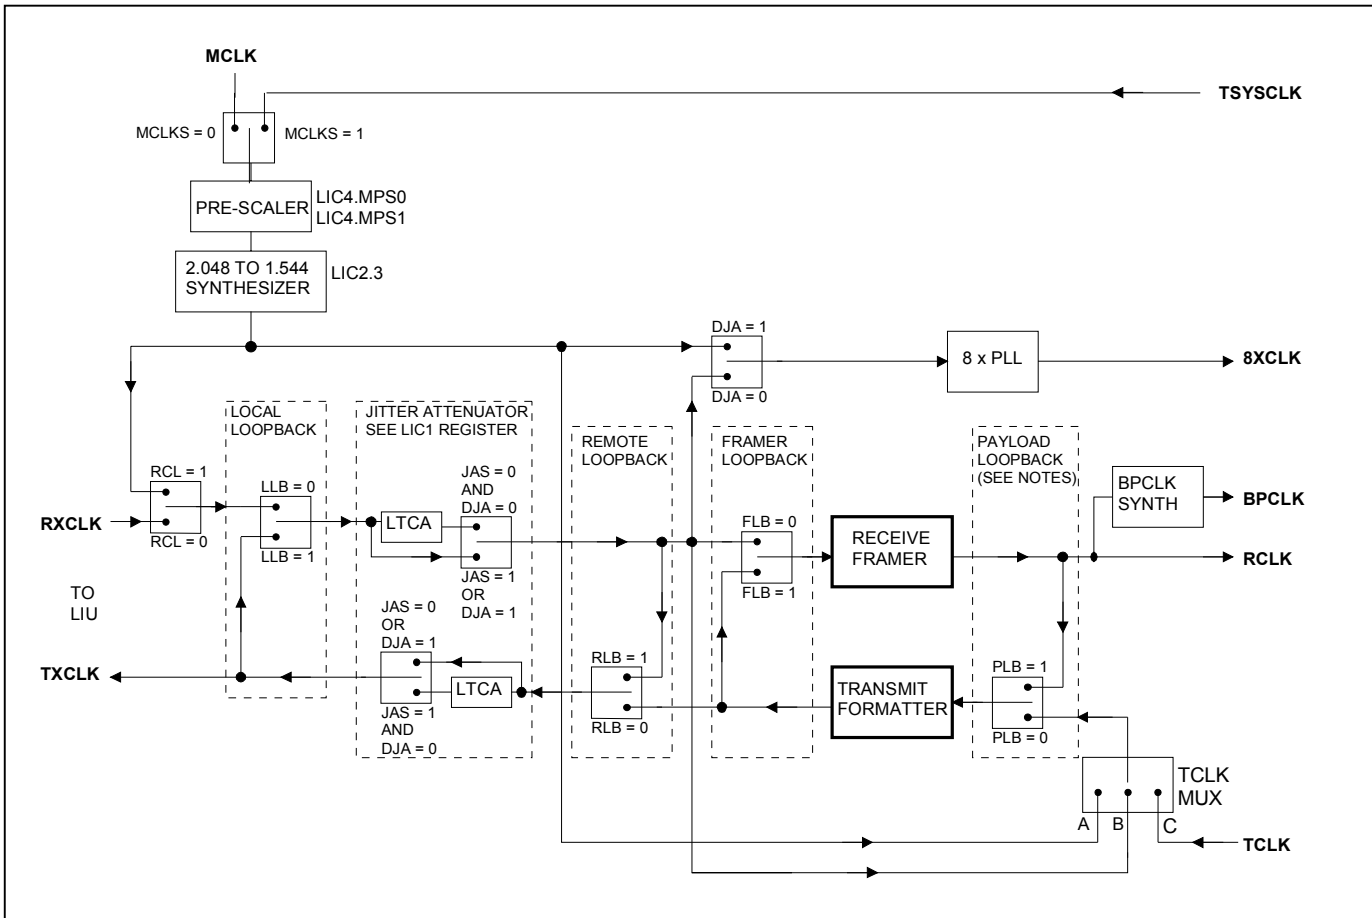 MCLK
TSYSCLK
MCLKS = 0
MCLKS = 1
PRE-SCALER
LIC4.MPS0
LIC4.MPS1
2.048 TO 1.544
SYNTHESIZER
LIC2.3
DJA = 1
DJA = 0
8 x PLL
8XCLK
LOCAL
LOOPBACK
JITTER ATTENUATOR
SEE LIC1 REGISTER
REMOTE
LOOPBACK
FRAMER
LOOPBACK
PAYLOAD
LOOPBACK
(SEE NOTES)
RCL = 1
RCL = 0
RXCLK
LLB = 0
LLB = 1
LTCA
JAS = 0
AND
DJA = 0
JAS = 1
OR
DJA = 1
FLB = 0
FLB = 1
RECEIVE
FRAMER
BPCLK
SYNTH
BPCLK
RCLK
TO
LIU
TXCLK
JAS = 0
OR
DJA = 1
JAS = 1
AND
DJA = 0
LTCA
RLB = 1
RLB = 0
TRANSMIT
FORMATTER
PLB = 1
PLB = 0
TCLK
MUX
A
B
C
TCLK